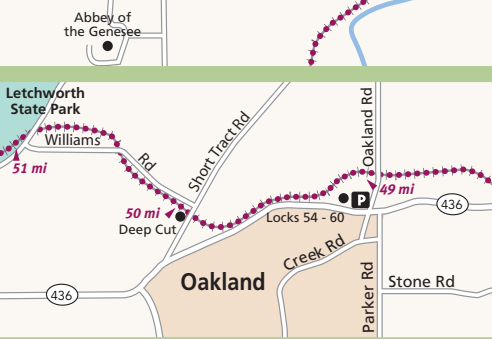 Abbey of
the Genesee
Letchworth
State Park
Williams
Rd
51 mi
Short Tract Rd
Oakland Rd
50 mi
Deep Cut
49 mi
P
436
Locks 54 - 60
Creek Rd
Oakland
Parker Rd
Stone Rd
436